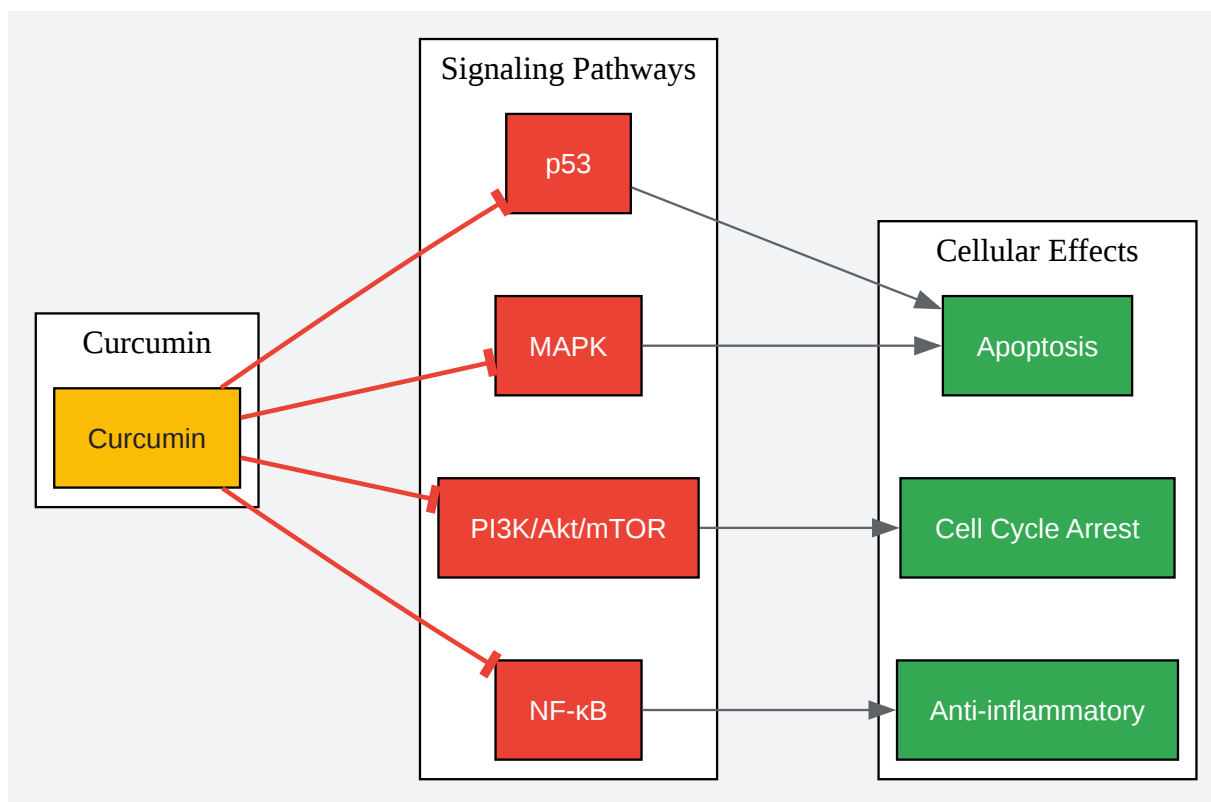 Signaling Pathways
p53
MAPK
PI3K/Akt/mTOR
NF-κB
Curcumin
Curcumin
Cellular Effects
Apoptosis
Cell Cycle Arrest
Anti-inflammatory